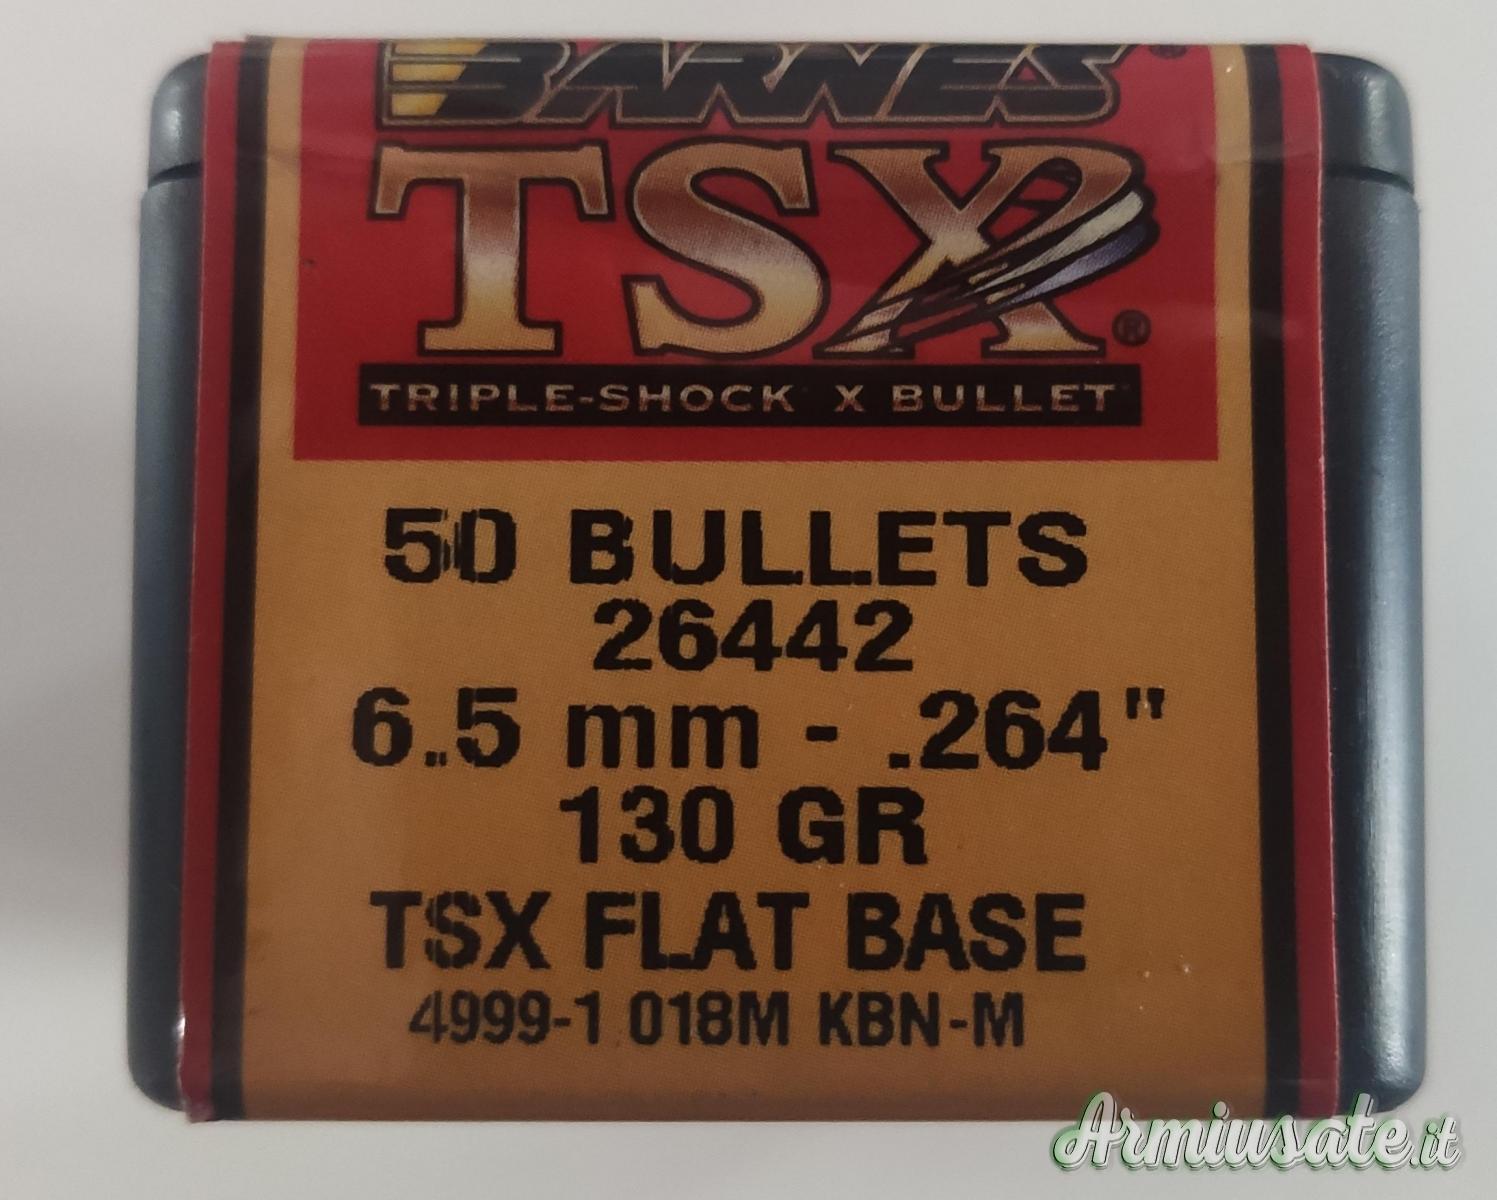 BARNES®
TSX®
TRIPLE-SHOCK X BULLET
50 BULLETS
26442
6.5 mm - .264"
130 GR
TSX FLAT BASE
4999-1 018M KBN-M
Armiusate.it